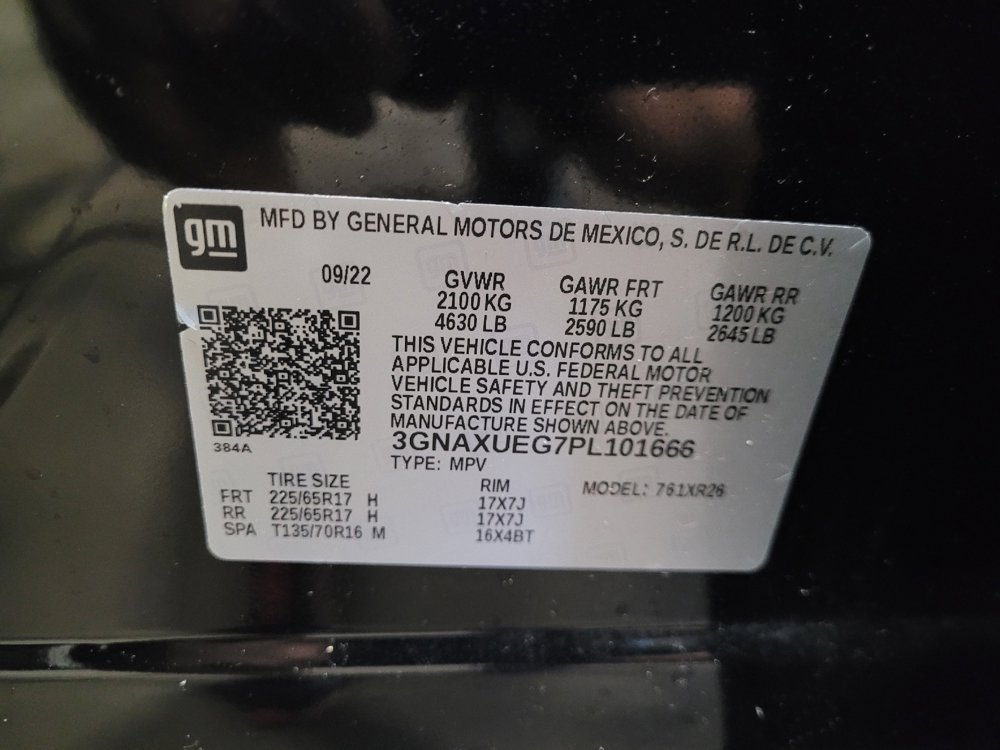 gm
MFD BY GENERAL MOTORS DE MEXICO, S. DE R.L. DE C.V.
09/22
GVWR GAWR FRT GAWR RR
2100 KG 1175 KG 1200 KG
4630 LB 2590 LB 2645 LB
THIS VEHICLE CONFORMS TO ALL
APPLICABLE U.S. FEDERAL MOTOR
VEHICLE SAFETY AND THEFT PREVENTION
STANDARDS IN EFFECT ON THE DATE OF
MANUFACTURE SHOWN ABOVE.
384A
3GNAXUEG7PL101666
TYPE: MPV
TIRE SIZE RIM MODEL: 761XR26
FRT 225/65R17 H 17X7J
RR 225/65R17 H 17X7J
SPA T135/70R16 M 16X4BT